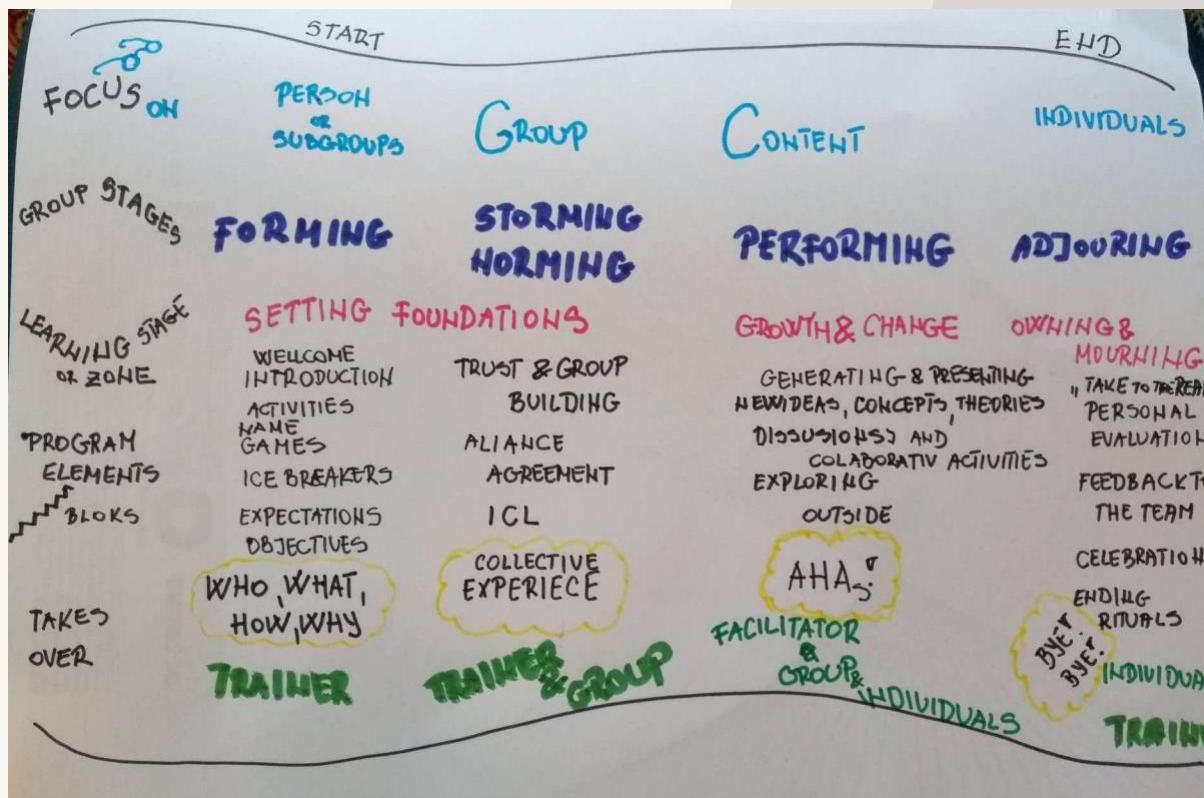 START
END
FOCUS ON
PERSON
OR
SUBGROUPS
GROUP
CONTENT
INDIVIDUALS
GROUP STAGES
FORMING
STORMING
NORMING
PERFORMING
ADJOURING
LEARNING STAGE
OR ZONE
SETTING FOUNDATIONS
GROWTH & CHANGE
OWNING &
MOURNING
PROGRAM
ELEMENTS
BLOKS
WELLCOME
INTRODUCTION
ACTIVITIES
NAME
GAMES
ICE BREAKERS
EXPECTATIONS
OBJECTIVES
WHO, WHAT,
HOW, WHY
TRUST & GROUP
BUILDING
ALIANCE
AGREEMENT
ICL
COLLECTIVE
EXPERIECE
GENERATING & PRESENTING
NEW IDEAS, CONCEPTS, THEORIES
DISSUSIONS) AND
COLABORATIV ACTIVITIES
EXPLORING
OUTSIDE
AHAs!
"TAKE TO THE REA
PERSONAL
EVALUATION
FEEDBACK T
THE TEAM
CELEBRATION
ENDING
RITUALS
BYE!
BYE!
TAKES
OVER
TRAINER
TRAINER
& GROUP
FACILITATOR
&
GROUP &
INDIVIDUALS
INDIVIDUA
TRAIN